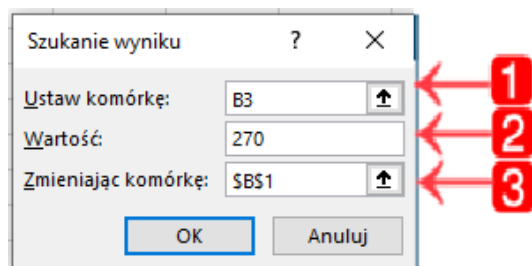 Szukanie wyniku ? ×
Ustaw komórkę: B3 1
Wartość: 270 2
Zmieniając komórkę: $B$1 3
OK Anuluj